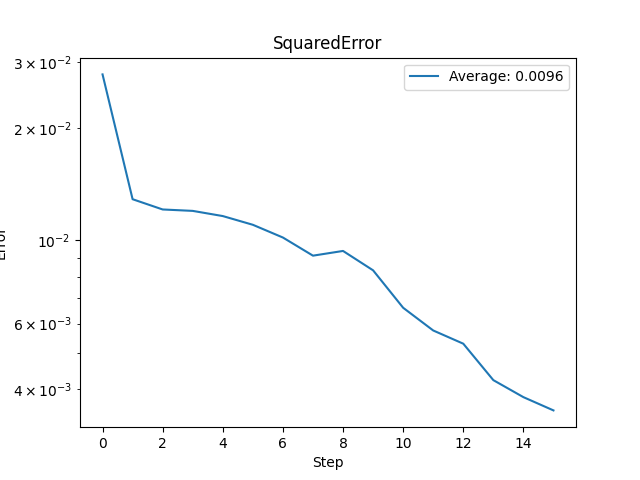 SquaredError
Average: 0.0096
3 × 10⁻²
2 × 10⁻²
10⁻²
6 × 10⁻³
4 × 10⁻³
0 2 4 6 8 10 12 14
Step